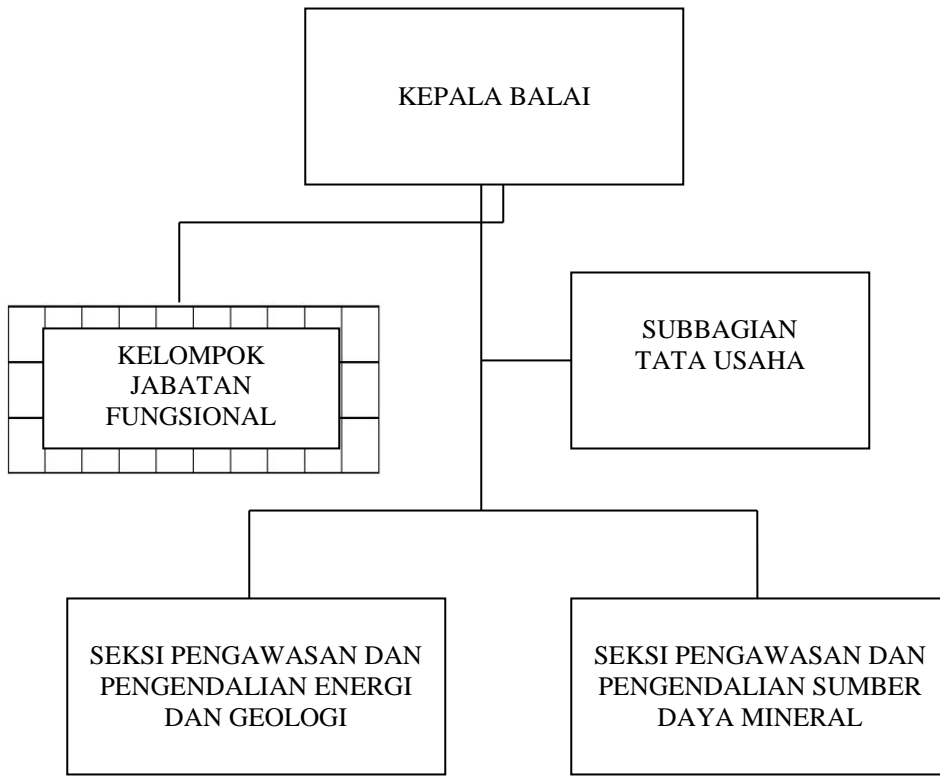 KEPALA BALAI
SUBBAGIAN
TATA USAHA
KELOMPOK
JABATAN
FUNGSIONAL
SEKSI PENGAWASAN DAN
PENGENDALIAN ENERGI
DAN GEOLOGI
SEKSI PENGAWASAN DAN
PENGENDALIAN SUMBER
DAYA MINERAL